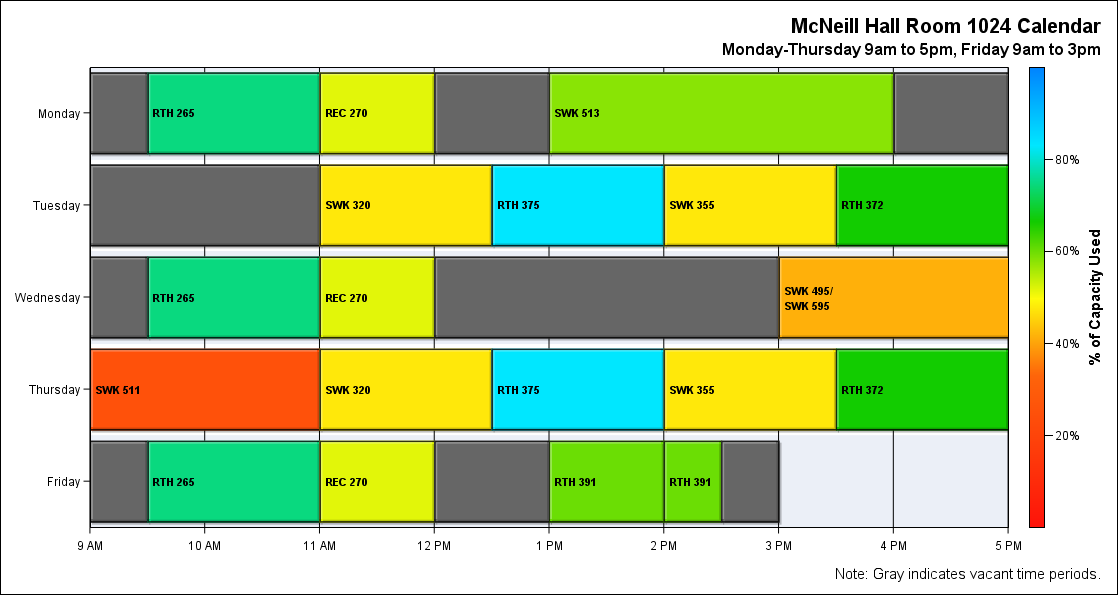 McNeill Hall Room 1024 Calendar
Monday-Thursday 9am to 5pm, Friday 9am to 3pm
Monday
RTH 265
REC 270
SWK 513
Tuesday
SWK 320
RTH 375
SWK 355
RTH 372
Wednesday
RTH 265
REC 270
SWK 495/
SWK 595
Thursday
SWK 511
SWK 320
RTH 375
SWK 355
RTH 372
Friday
RTH 265
REC 270
RTH 391
RTH 391
9 AM
10 AM
11 AM
12 PM
1 PM
2 PM
3 PM
4 PM
5 PM
80%
60%
40%
20%
% of Capacity Used
Note: Gray indicates vacant time periods.